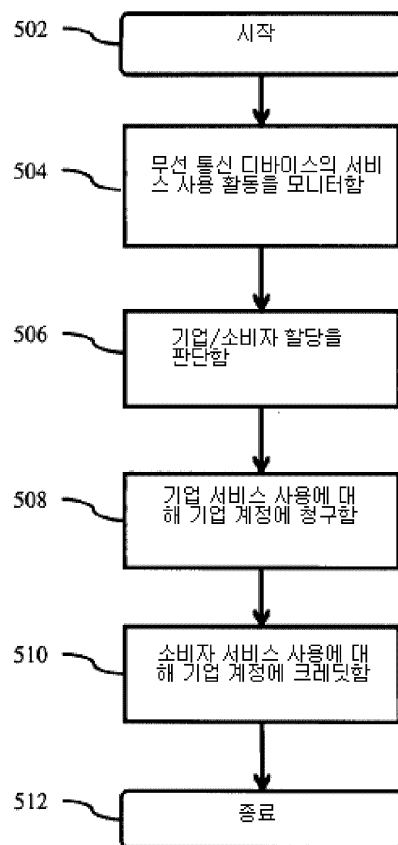 502
시작
504
무선 통신 디바이스의 서비
스 사용 활동을 모니터함
506
기업/소비자 할당을
판단함
508
기업 서비스 사용에 대
해 기업 계정에 청구함
510
소비자 서비스 사용에 대
해 기업 계정에 크레딧함
512
종료